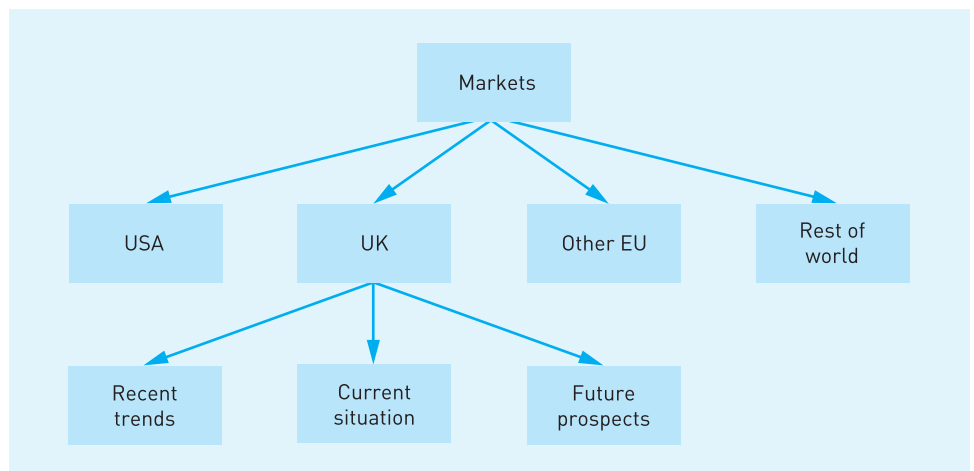 Markets
USA
UK
Other EU
Rest of
world
Recent
trends
Current
situation
Future
prospects